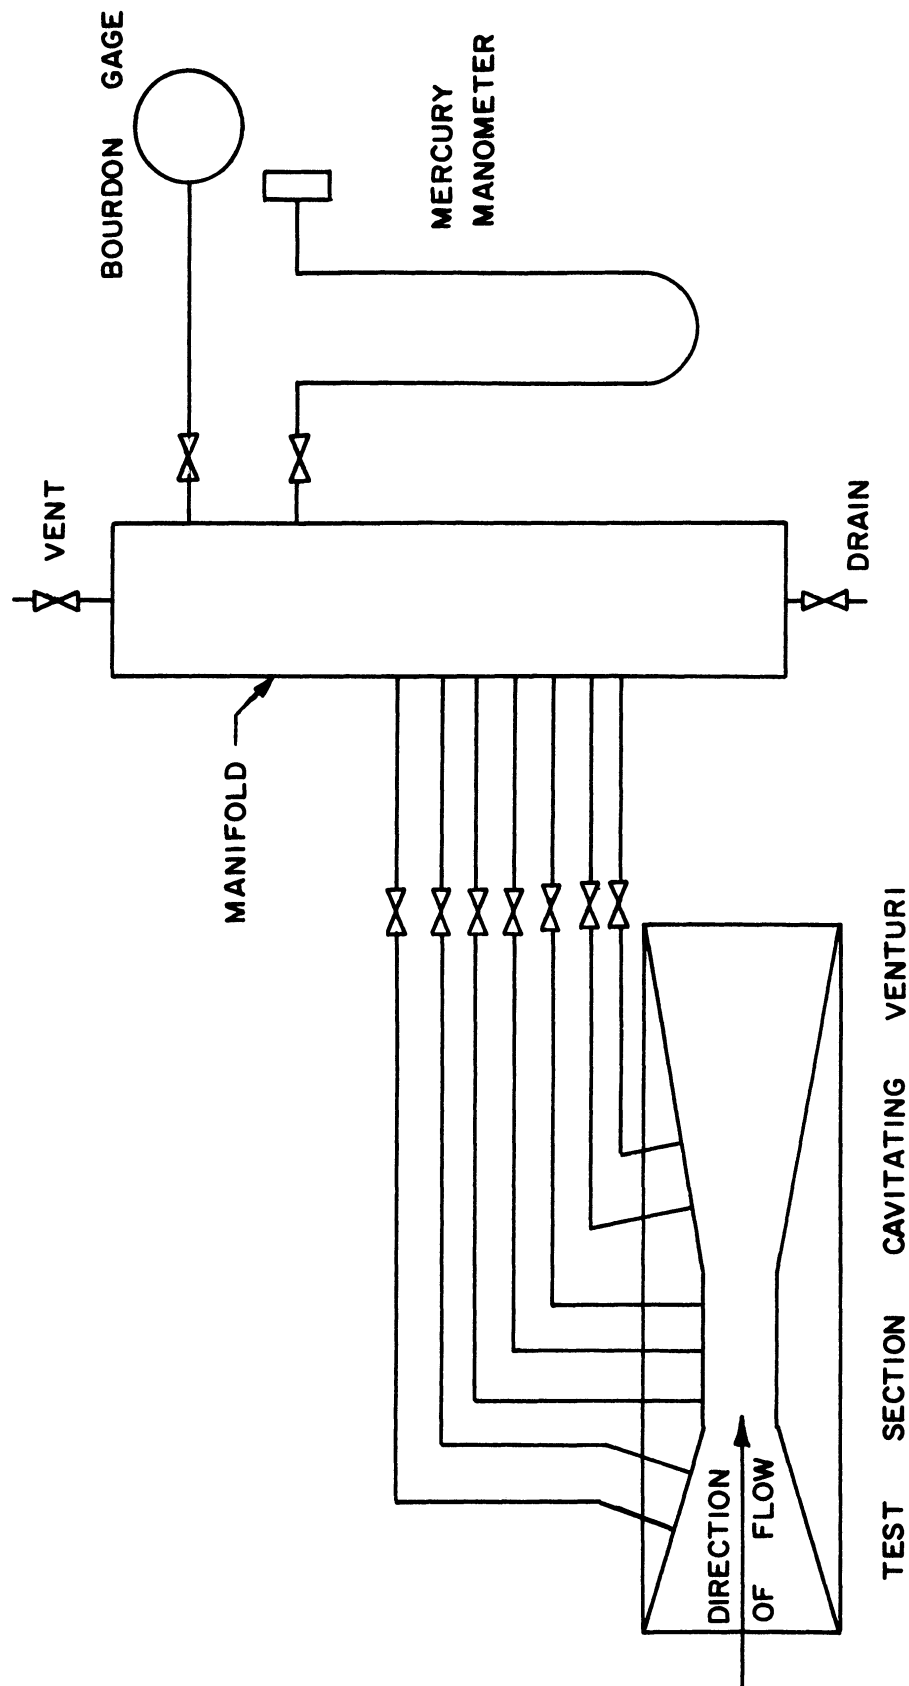 BOURDON GAGE
MERCURY
MANOMETER
VENT
DRAIN
MANIFOLD
DIRECTION
OF FLOW
TEST SECTION CAVITATING VENTURI